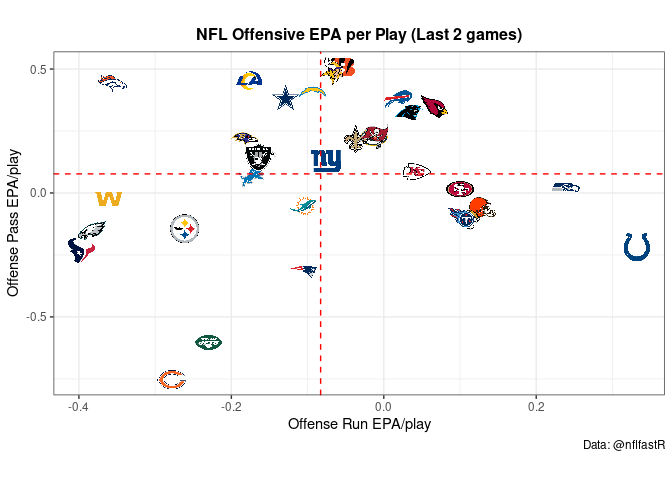 NFL Offensive EPA per Play (Last 2 games)
Offense Pass EPA/play
0.5
0.0
-0.5
ny
W
-0.4
-0.2
0.0
0.2
Offense Run EPA/play
Data: @nflfastR